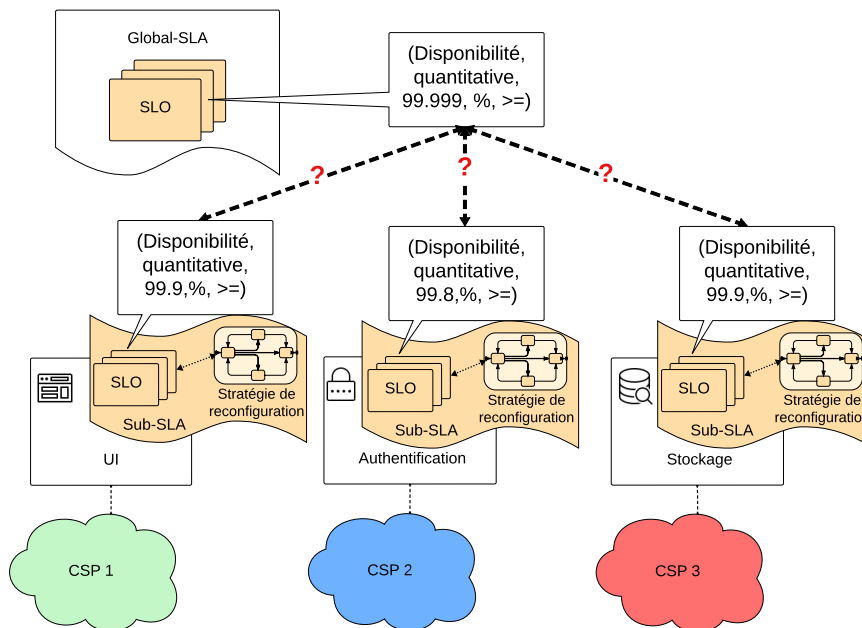 Global-SLA
SLO
(Disponibilité,
quantitative,
99.999, %, >=)
?
?
?
(Disponibilité,
quantitative,
99.9,%, >=)
(Disponibilité,
quantitative,
99.8,%, >=)
(Disponibilité,
quantitative,
99.9,%, >=)
SLO
Stratégie de
reconfiguration
Sub-SLA
UI
SLO
Stratégie de
reconfiguration
Sub-SLA
Authentification
SLO
Stratégie de
reconfiguration
Sub-SLA
Stockage
CSP 1
CSP 2
CSP 3